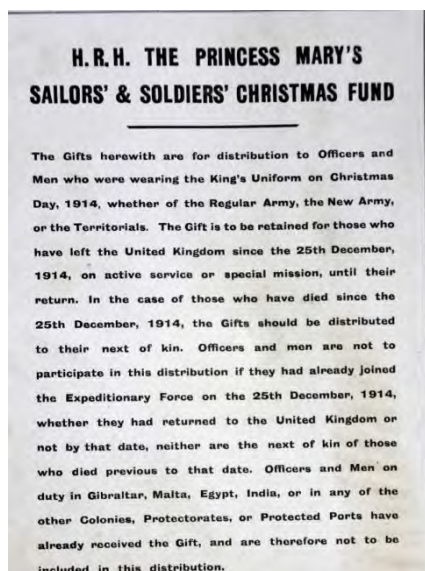 H.R.H. THE PRINCESS MARY'S
SAILORS' & SOLDIERS' CHRISTMAS FUND
The Gifts herewith are for distribution to Officers and
Men who were wearing the King's Uniform on Christmas
Day, 1914, whether of the Regular Army, the New Army,
or the Territorials. The Gift is to be retained for those who
have left the United Kingdom since the 25th December,
1914, on active service or special mission, until their
return. In the case of those who have died since the
25th December, 1914, the Gifts should be distributed
to their next of kin. Officers and men are not to
participate in this distribution if they had already joined
the Expeditionary Force on the 25th December, 1914,
whether they had returned to the United Kingdom or
not by that date, neither are the next of kin of those
who died previous to that date. Officers and Men on
duty in Gibraltar, Malta, Egypt, India, or in any of the
other Colonies, Protectorates, or Protected Ports have
already received the Gift, and are therefore not to be
included in this distribution.